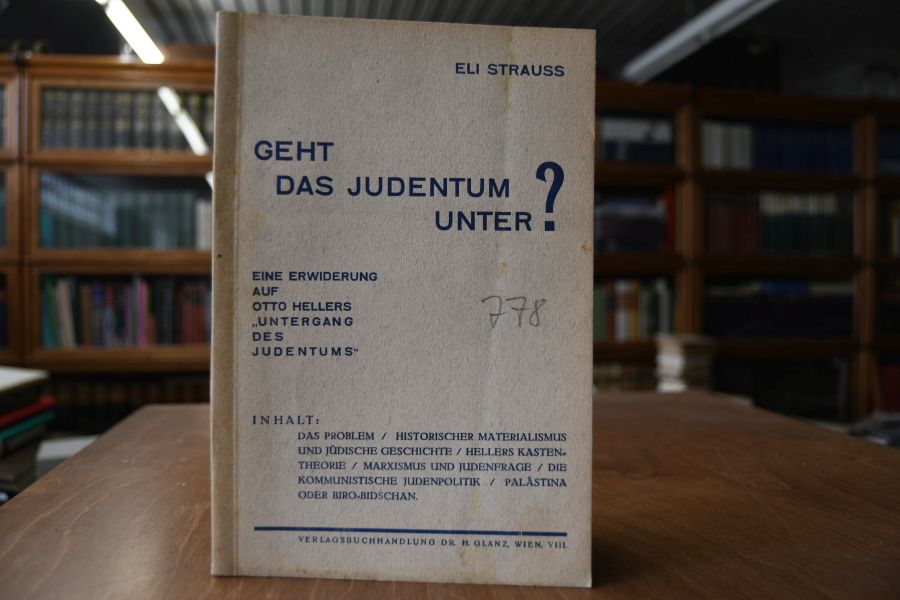 ELI STRAUSS
GEHT
DAS JUDENTUM
UNTER?
EINE ERWIDERUNG
AUF
OTTO HELLERS
„UNTERGANG
DES
JUDENTUMS“
778
INHALT:
DAS PROBLEM / HISTORISCHER MATERIALISMUS
UND JÜDISCHE GESCHICHTE / HELLERS KASTEN-
THEORIE / MARXISMUS UND JUDENFRAGE / DIE
KOMMUNISTISCHE JUDENPOLITIK / PALÄSTINA
ODER BIRO-BIDSCHAN.
VERLAGSBUCHHANDLUNG DR. H. GLANZ, WIEN, VIII.